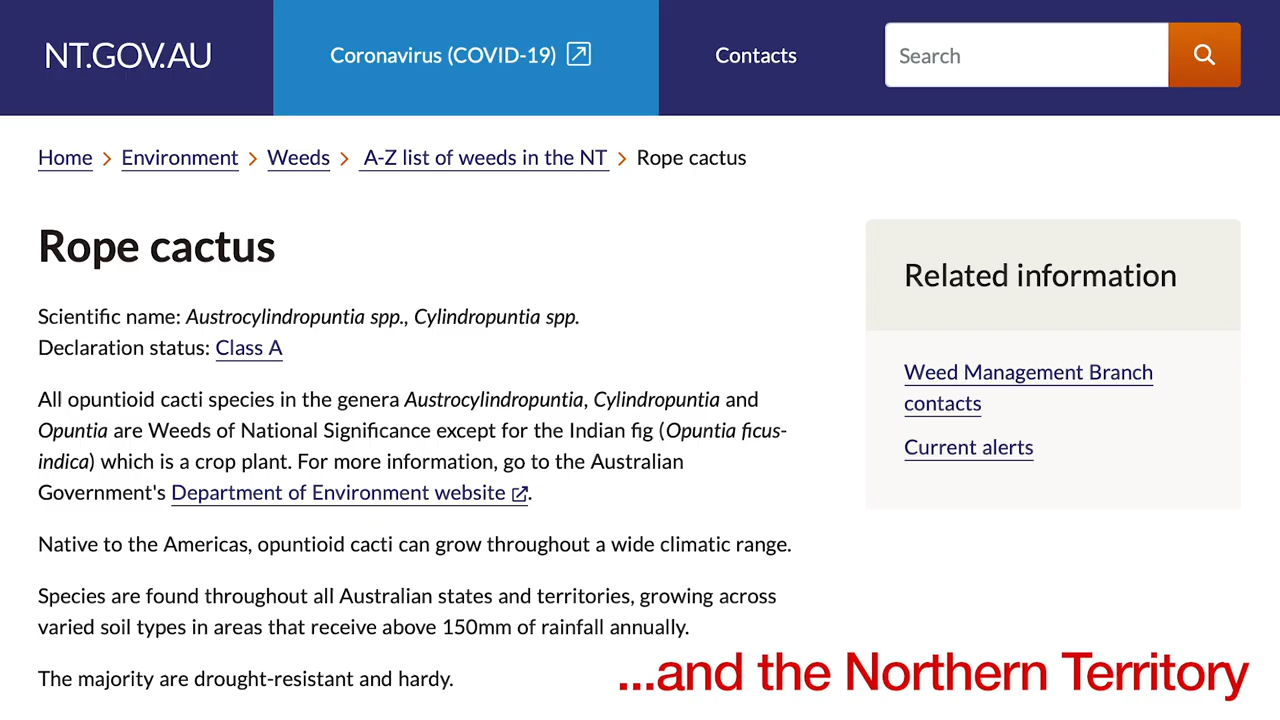 NT.GOV.AU
Coronavirus (COVID-19)
Contacts
Search
Home > Environment > Weeds > A-Z list of weeds in the NT > Rope cactus
Rope cactus
Scientific name: Austrocylindropuntia spp., Cylindropuntia spp.
Declaration status: Class A
All opuntioid cacti species in the genera Austrocylindropuntia, Cylindropuntia and
Opuntia are Weeds of National Significance except for the Indian fig (Opuntia ficus-
indica) which is a crop plant. For more information, go to the Australian
Government's Department of Environment website.
Native to the Americas, opuntioid cacti can grow throughout a wide climatic range.
Species are found throughout all Australian states and territories, growing across
varied soil types in areas that receive above 150mm of rainfall annually.
The majority are drought-resistant and hardy.
Related information
Weed Management Branch
contacts
Current alerts
...and the Northern Territory